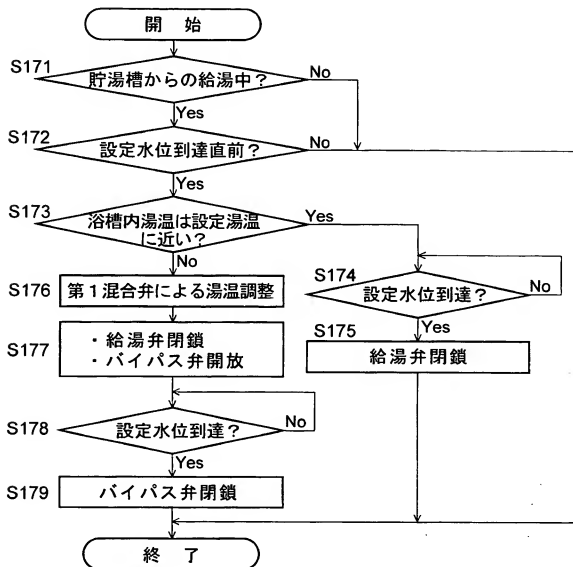 開 始
S171
貯湯槽からの給湯中?
No
Yes
S172
設定水位到達直前?
No
Yes
S173
浴槽内湯温は設定湯温
に近い?
Yes
No
S174
設定水位到達?
No
Yes
S175
給湯弁閉鎖
S176
第1混合弁による湯温調整
S177
・給湯弁閉鎖
・バイパス弁開放
S178
設定水位到達?
No
Yes
S179
バイパス弁閉鎖
終 了